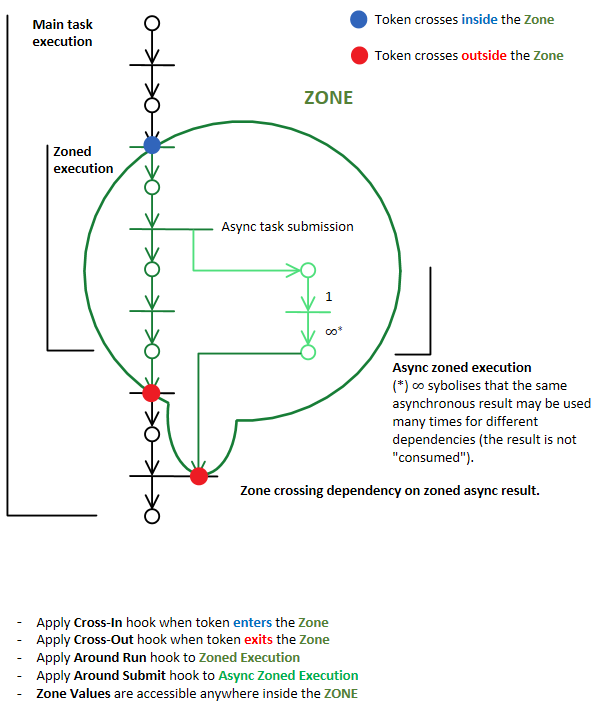 Main task
execution
Token crosses inside the Zone
Token crosses outside the Zone
ZONE
Zoned
execution
Async task submission
1
∞*
Async zoned execution
(*) ∞ sybolises that the same
asynchronous result may be used
many times for different
dependencies (the result is not
"consumed").
Zone crossing dependency on zoned async result.
- Apply Cross-In hook when token enters the Zone
- Apply Cross-Out hook when token exits the Zone
- Apply Around Run hook to Zoned Execution
- Apply Around Submit hook to Async Zoned Execution
- Zone Values are accessible anywhere inside the ZONE